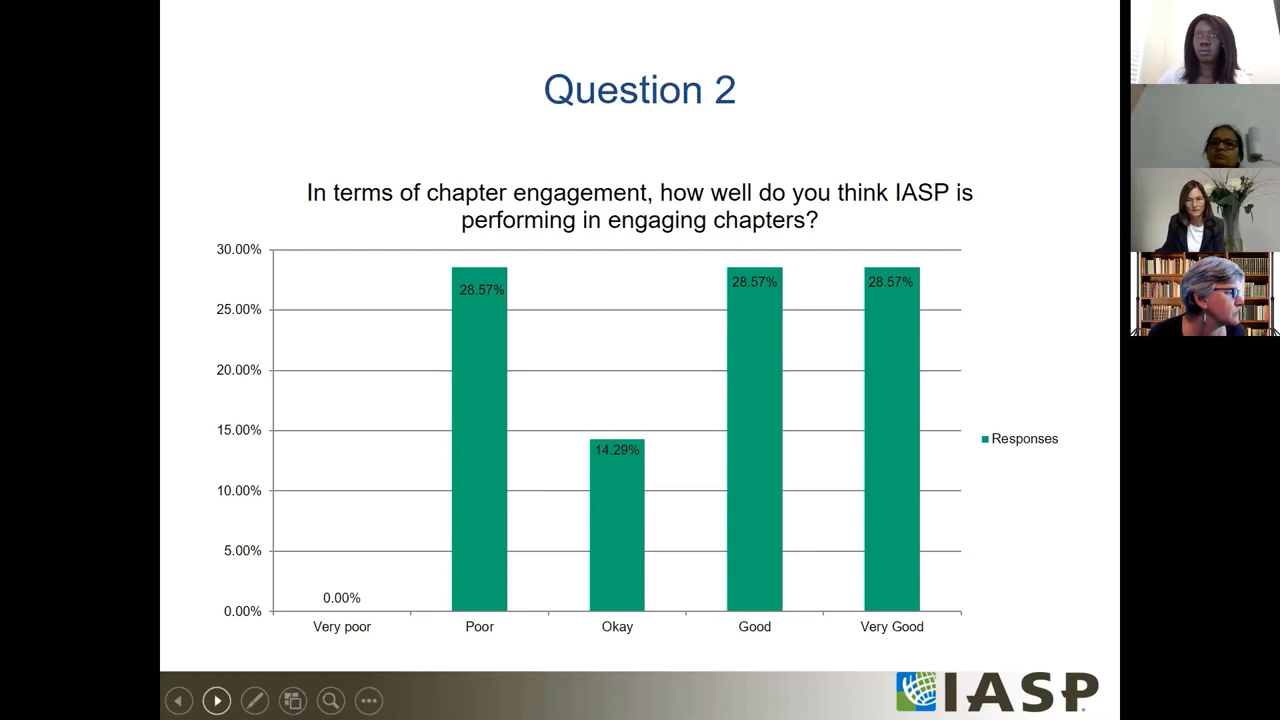 Question 2
In terms of chapter engagement, how well do you think IASP is
performing in engaging chapters?
30.00%
25.00%
20.00%
15.00%
10.00%
5.00%
0.00%
0.00%
28.57%
14.29%
28.57%
28.57%
Very poor
Poor
Okay
Good
Very Good
Responses
IASP